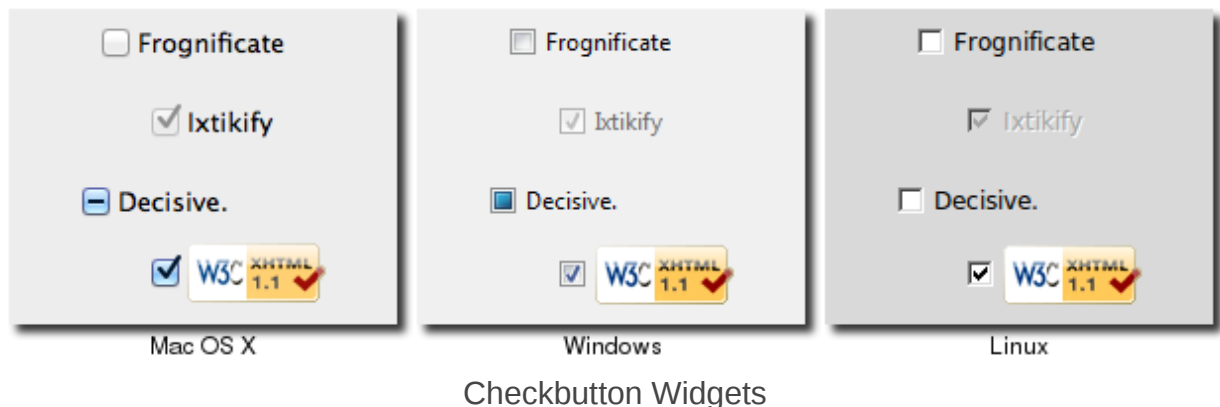 Frognificate
Ixtikify
Decisive.
W3C XHTML
1.1
Mac OS X
Frognificate
Ixtikify
Decisive.
W3C XHTML
1.1
Windows
Frognificate
Ixtikify
Decisive.
W3C XHTML
1.1
Linux
Checkbutton Widgets